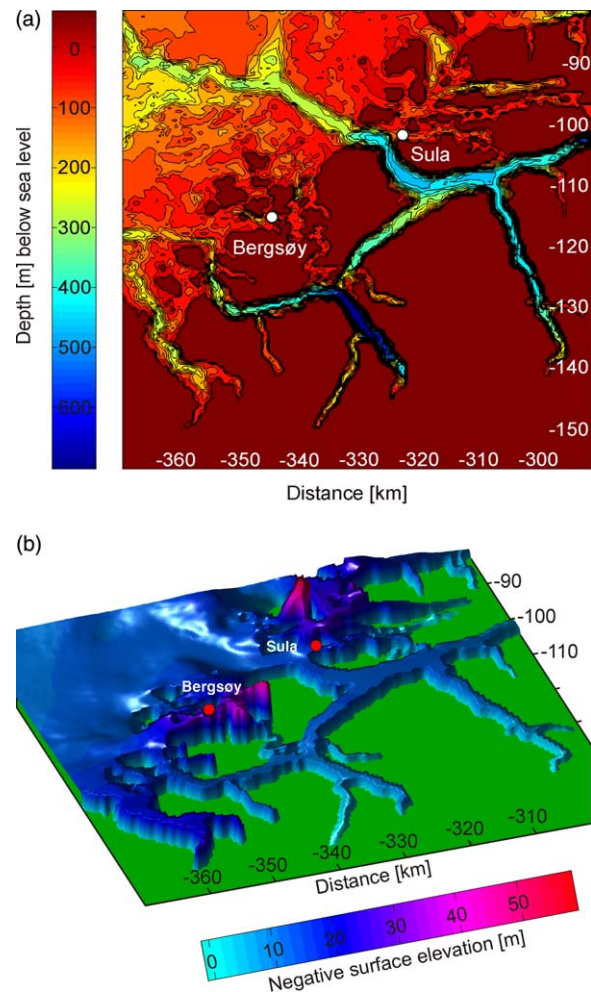 (a)
0
100
200
300
400
500
600
Depth [m] below sea level
Sula
Bergsøy
-90
-100
-110
-120
-130
-140
-150
-360 -350 -340 -330 -320 -310 -300
Distance [km]
(b)
Sula
Bergsøy
-90
-100
-110
-360 -350 -340 -330 -320 -310
Distance [km]
0 10 20 30 40 50
Negative surface elevation [m]